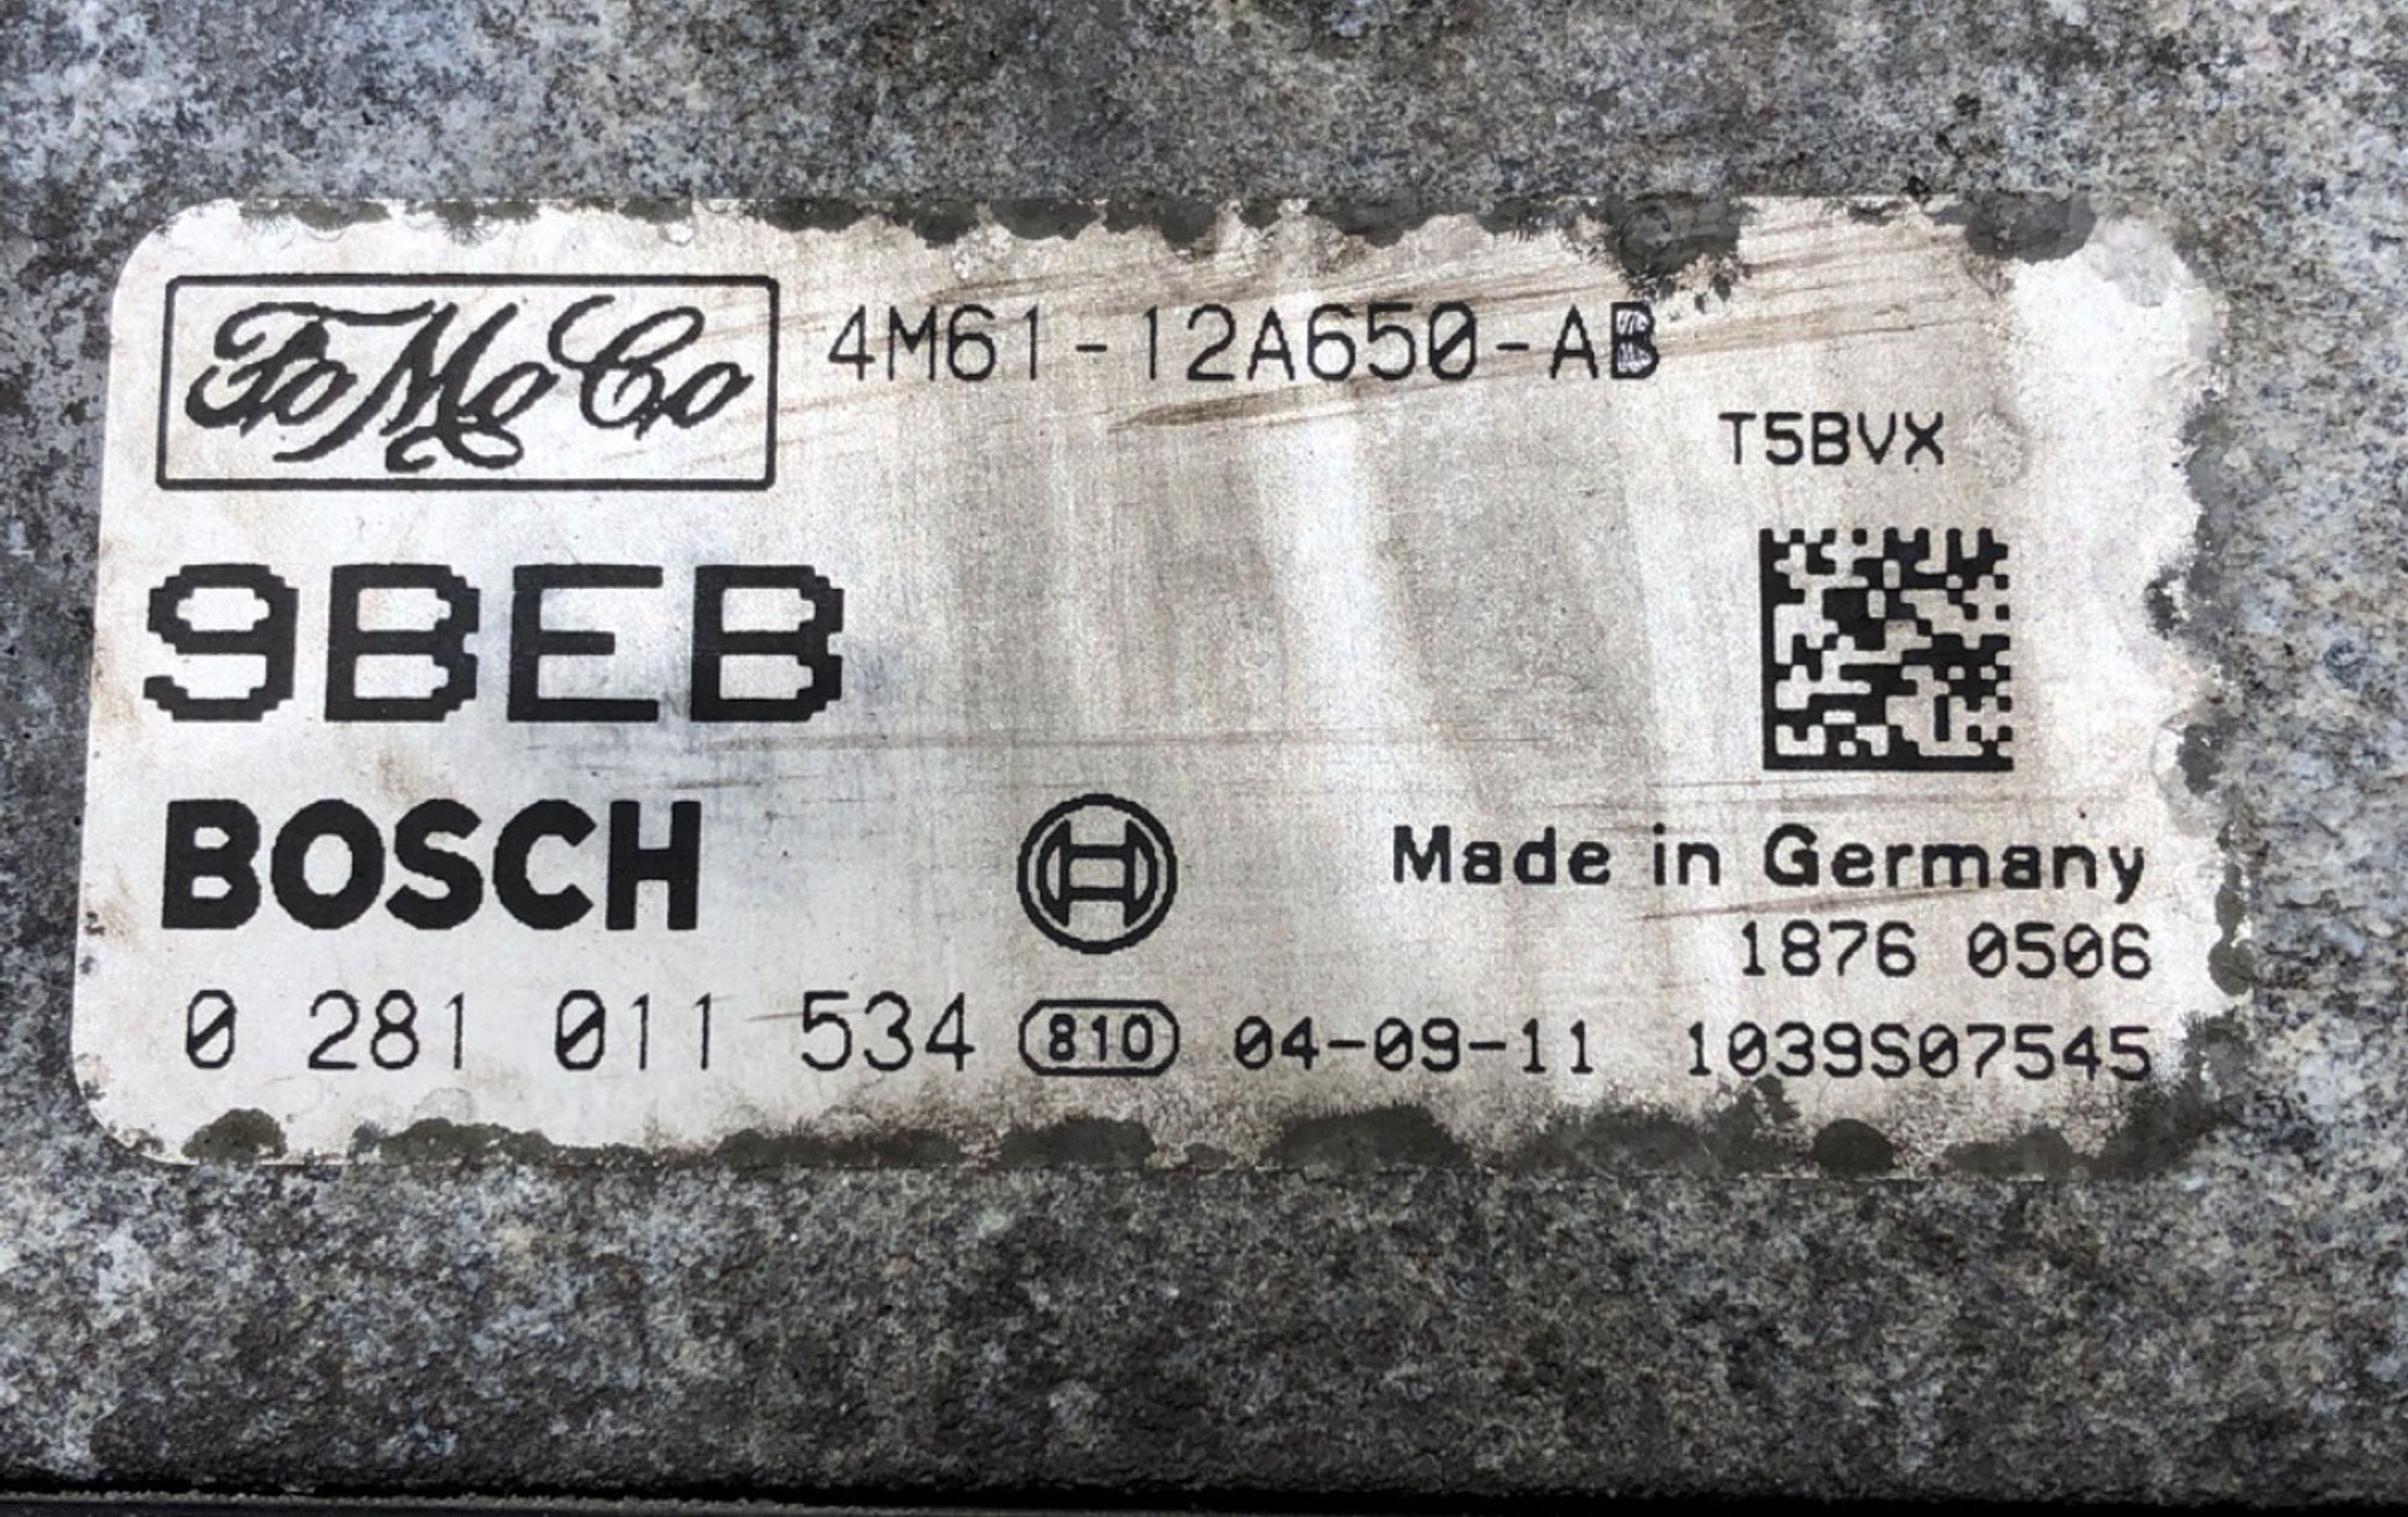 FoMoCo 4M61-12A650-AB
T5BVX
9BEB
BOSCH
Made in Germany
1876 0506
0 281 011 534 810 04-09-11 1039S07545